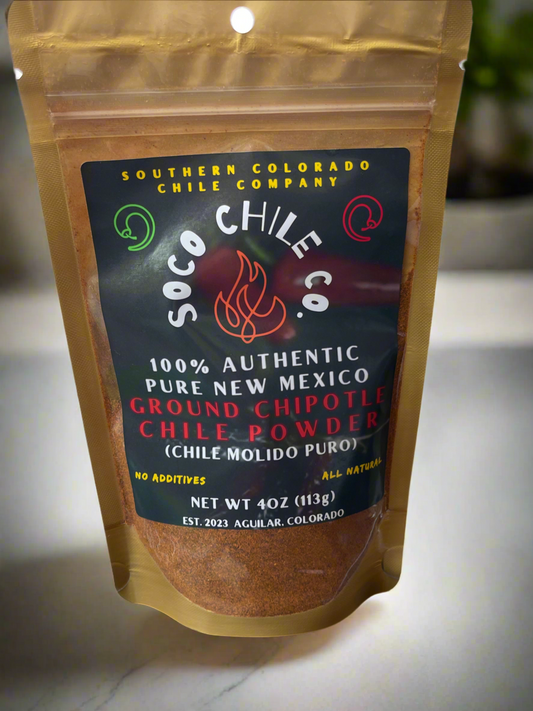 SOUTHERN COLORADO
CHILE COMPANY
SOCO CHILE CO.
100% AUTHENTIC
PURE NEW MEXICO
GROUND CHIPOTLE
CHILE POWDER
(CHILE MOLIDO PURO)
NO ADDITIVES
ALL NATURAL
NET WT 4OZ (113g)
EST. 2023 AGUILAR, COLORADO